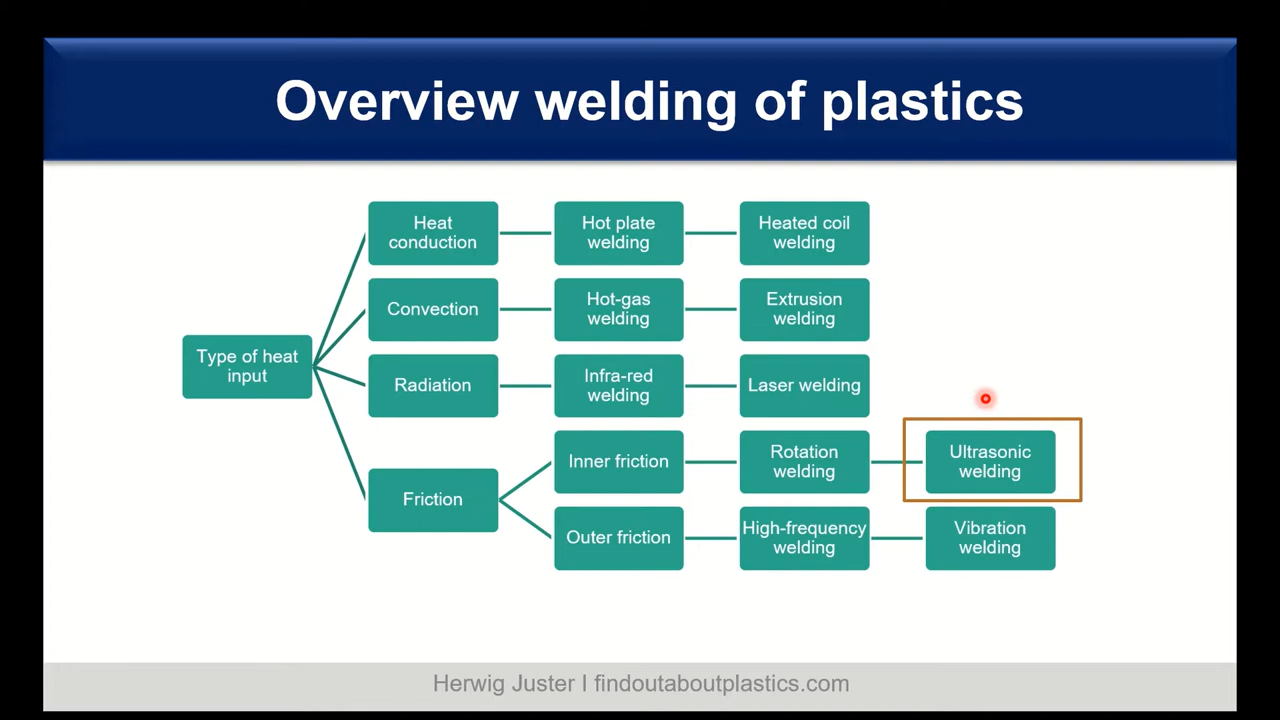 Overview welding of plastics
Type of heat
input
Heat
conduction
Hot plate
welding
Heated coil
welding
Convection
Hot-gas
welding
Extrusion
welding
Radiation
Infra-red
welding
Laser welding
Friction
Inner friction
Rotation
welding
Ultrasonic
welding
Outer friction
High-frequency
welding
Vibration
welding
Herwig Juster I findoutaboutplastics.com